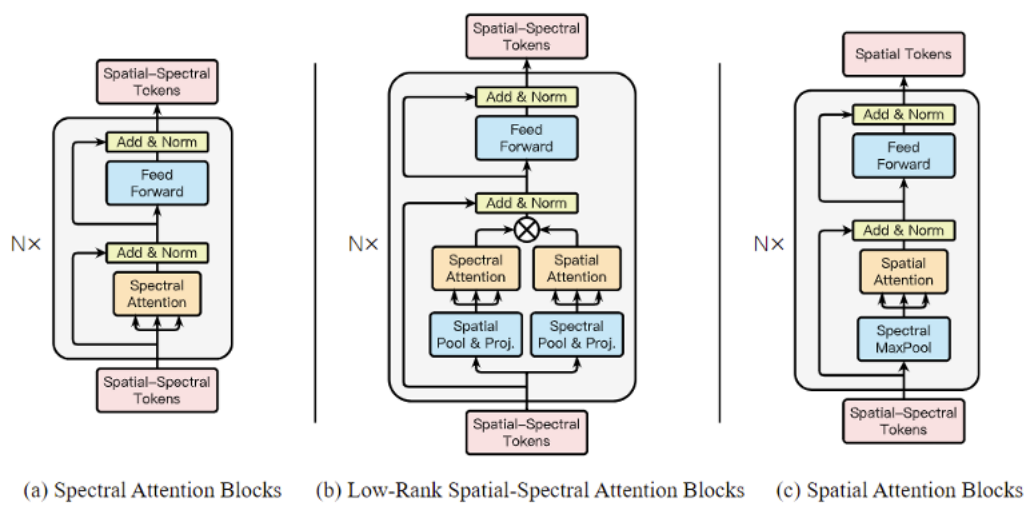 Spatial–Spectral
Tokens
Add & Norm
Feed
Forward
N×
Add & Norm
Spectral
Attention
Spatial–Spectral
Tokens
(a) Spectral Attention Blocks
Spatial–Spectral
Tokens
Add & Norm
Feed
Forward
Add & Norm
N×
Spectral
Attention
Spatial
Attention
Spatial
Pool & Proj.
Spectral
Pool & Proj.
Spatial–Spectral
Tokens
(b) Low-Rank Spatial-Spectral Attention Blocks
Spatial Tokens
Add & Norm
Feed
Forward
Add & Norm
N×
Spatial
Attention
Spectral
MaxPool
Spatial–Spectral
Tokens
(c) Spatial Attention Blocks